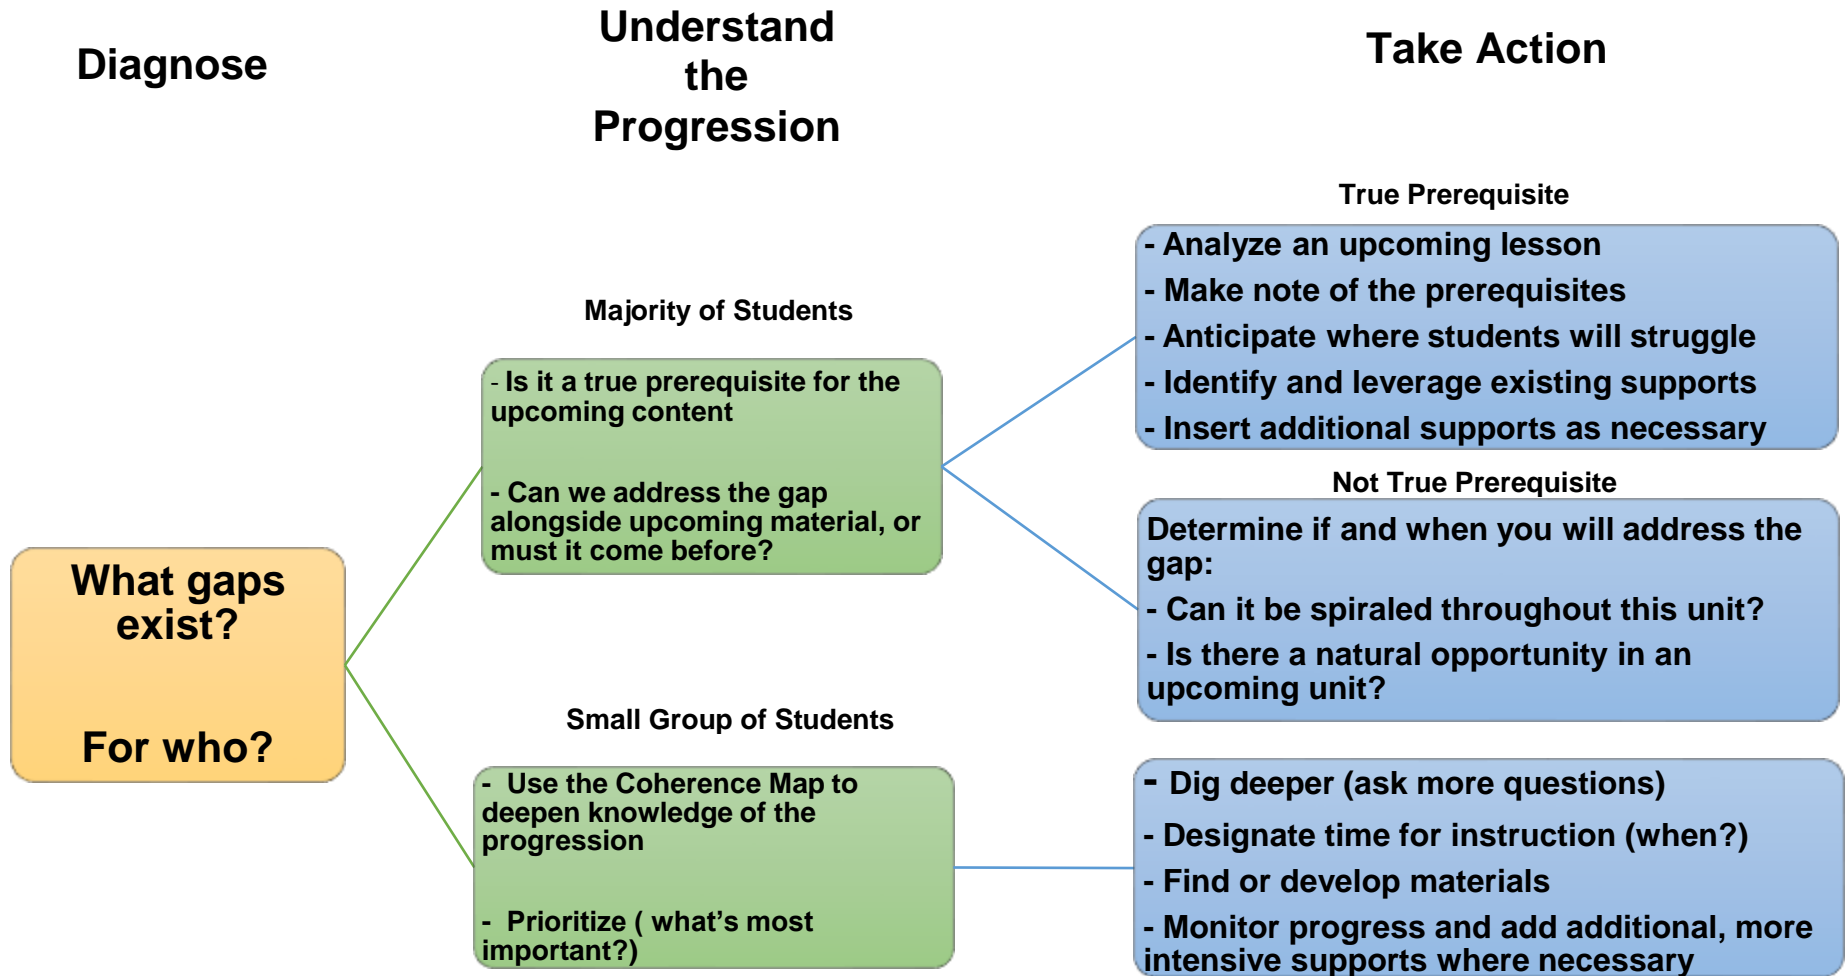 Diagnose
Understand
the
Progression
Take Action
What gaps
exist?
For who?
Majority of Students
- Is it a true prerequisite for the
upcoming content
- Can we address the gap
alongside upcoming material, or
must it come before?
Small Group of Students
- Use the Coherence Map to
deepen knowledge of the
progression
- Prioritize ( what's most
important?)
True Prerequisite
- Analyze an upcoming lesson
- Make note of the prerequisites
- Anticipate where students will struggle
- Identify and leverage existing supports
- Insert additional supports as necessary
Not True Prerequisite
Determine if and when you will address the
gap:
- Can it be spiraled throughout this unit?
- Is there a natural opportunity in an
upcoming unit?
- Dig deeper (ask more questions)
- Designate time for instruction (when?)
- Find or develop materials
- Monitor progress and add additional, more
intensive supports where necessary